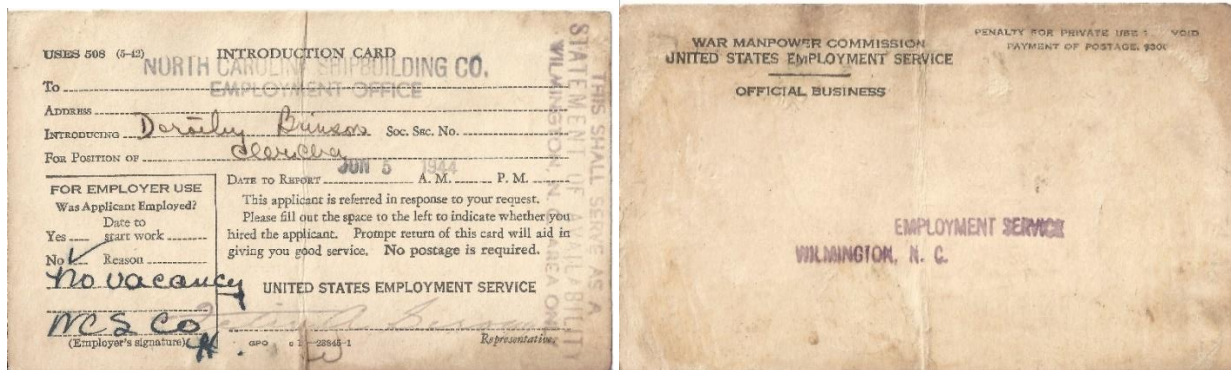 USES 508 (5-42) INTRODUCTION CARD
NORTH CAROLINA SHIPBUILDING CO.
To
EMPLOYMENT OFFICE
ADDRESS
INTRODUCING Dorothy Brinson Soc. Sec. No.
FOR POSITION OF Clerical
JUN 5 1944
DATE TO REPORT A. M. P. M.
FOR EMPLOYER USE
Was Applicant Employed?
Date to
Yes start work
No ✓ Reason
No vacancy
NCS Co
(Employer's signature)
This applicant is referred in response to your request.
Please fill out the space to the left to indicate whether you
hired the applicant. Prompt return of this card will aid in
giving you good service. No postage is required.
UNITED STATES EMPLOYMENT SERVICE
Representative
GPO 28845-1
THIS SHALL SERVE AS A
STATEMENT OF AVAILABILITY
WILMINGTON, N. C. AREA ONLY
WAR MANPOWER COMMISSION
UNITED STATES EMPLOYMENT SERVICE
OFFICIAL BUSINESS
PENALTY FOR PRIVATE USE VOID
PAYMENT OF POSTAGE, $300
EMPLOYMENT SERVICE
WILMINGTON, N. C.